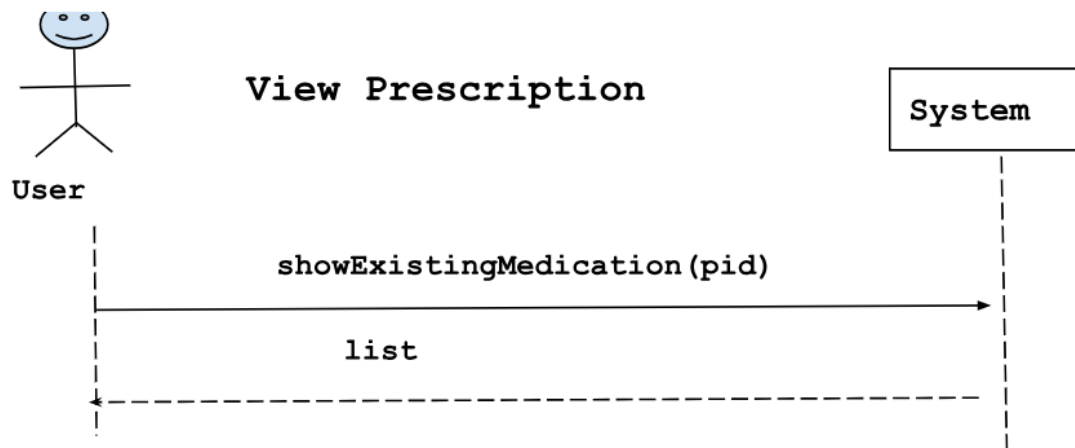 View Prescription
System
User
showExistingMedication(pid)
list